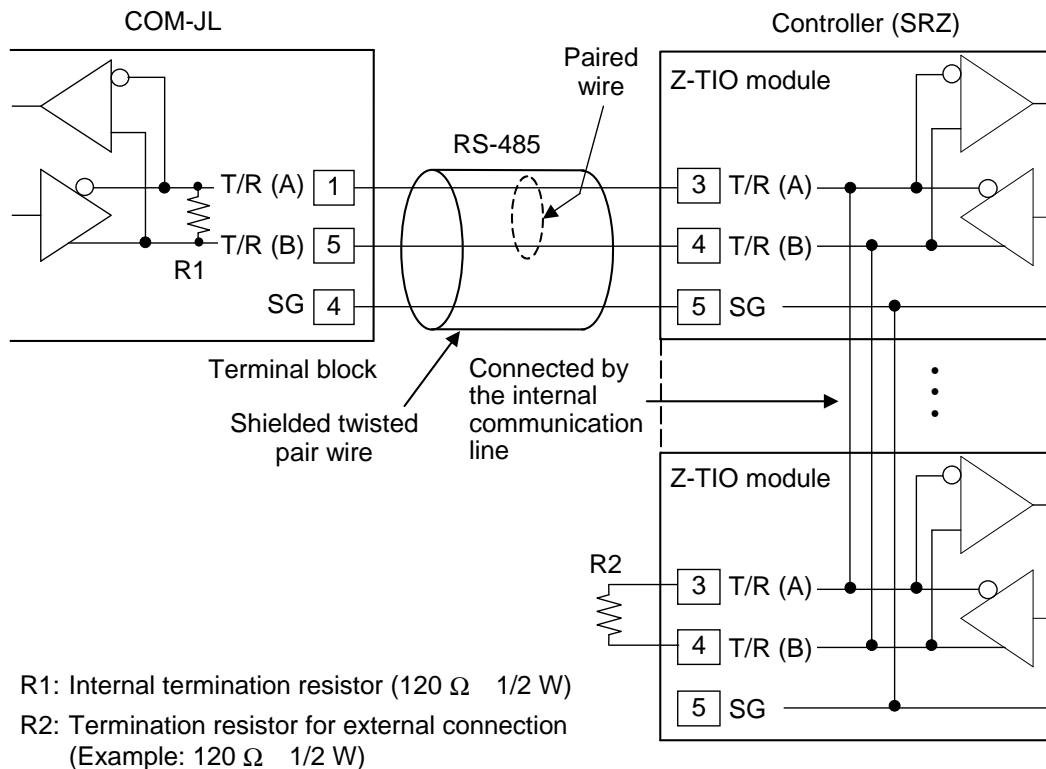 COM-JL
Controller (SRZ)
Paired
wire
Z-TIO module
RS-485
T/R (A) 1
3 T/R (A)
T/R (B) 5
4 T/R (B)
R1
SG 4
5 SG
Terminal block
Shielded twisted
pair wire
Connected by
the internal
communication
line
Z-TIO module
R2
3 T/R (A)
4 T/R (B)
5 SG
R1: Internal termination resistor (120 Ω 1/2 W)
R2: Termination resistor for external connection
(Example: 120 Ω 1/2 W)